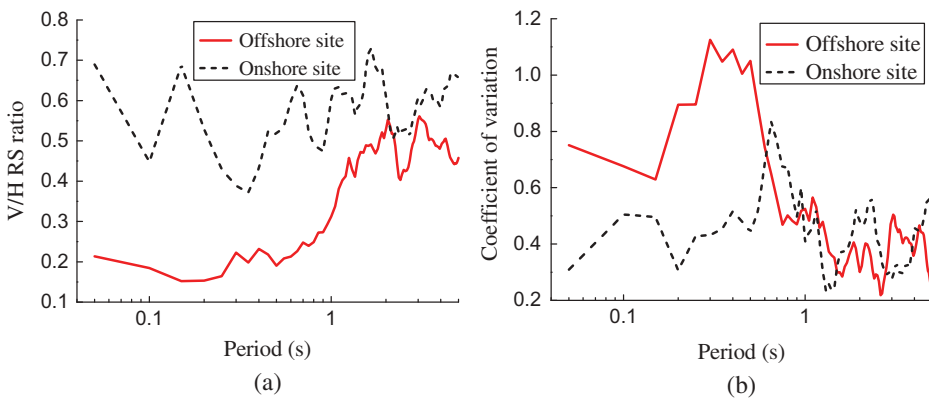 0.8
0.7
0.6
0.5
0.4
0.3
0.2
0.1
V/H RS ratio
Offshore site
Onshore site
0.1
1
Period (s)
(a)
1.2
1.0
0.8
0.6
0.4
0.2
Coefficient of variation
Offshore site
Onshore site
0.1
1
Period (s)
(b)